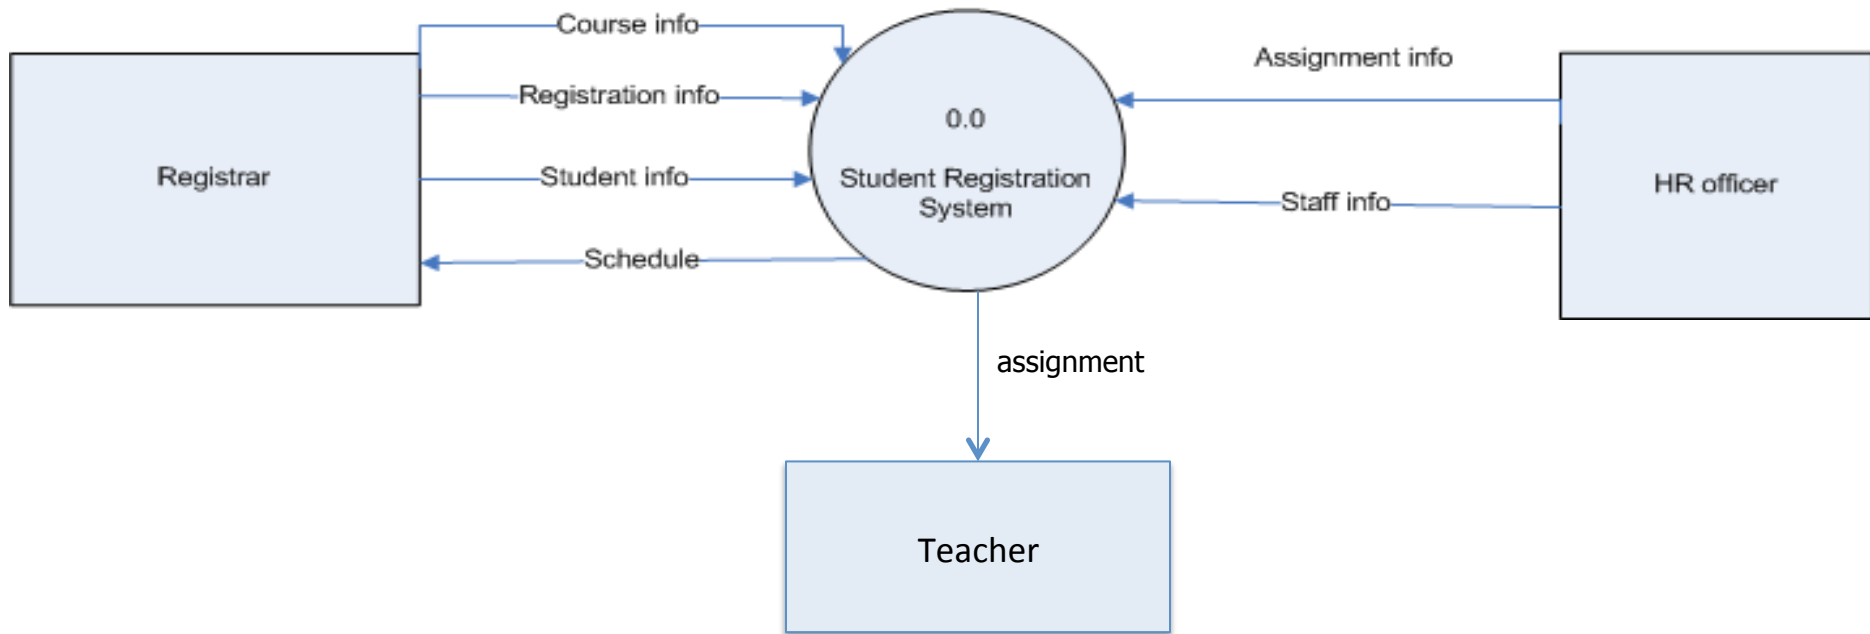 Course info
Registration info
Registrar
Student info
Schedule
0.0
Student Registration
System
Assignment info
Staff info
HR officer
assignment
Teacher